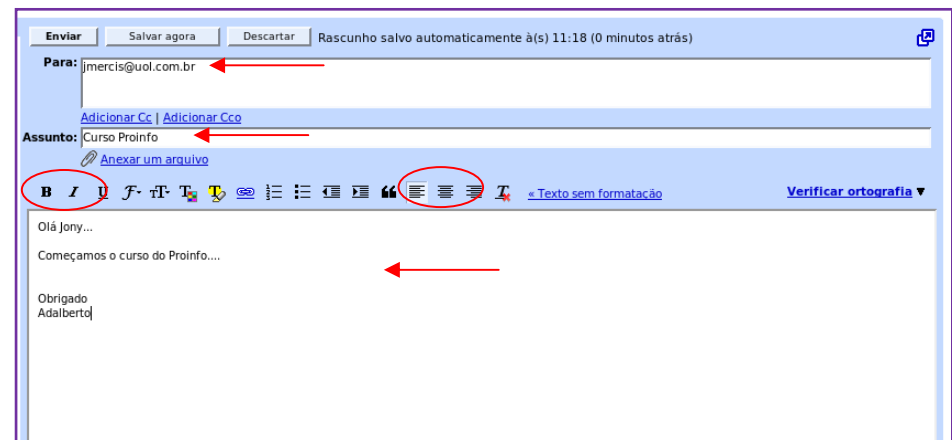 Enviar Salvar agora Descartar Rascunho salvo automaticamente à(s) 11:18 (0 minutos atrás)
Para: jmercis@uol.com.br
Adicionar Cc | Adicionar Cco
Assunto: Curso Proinfo
Anexar um arquivo
B I U « Texto sem formatação Verificar ortografia ▼
Olá Jony...
Começamos o curso do Proinfo....
Obrigado
Adalberto